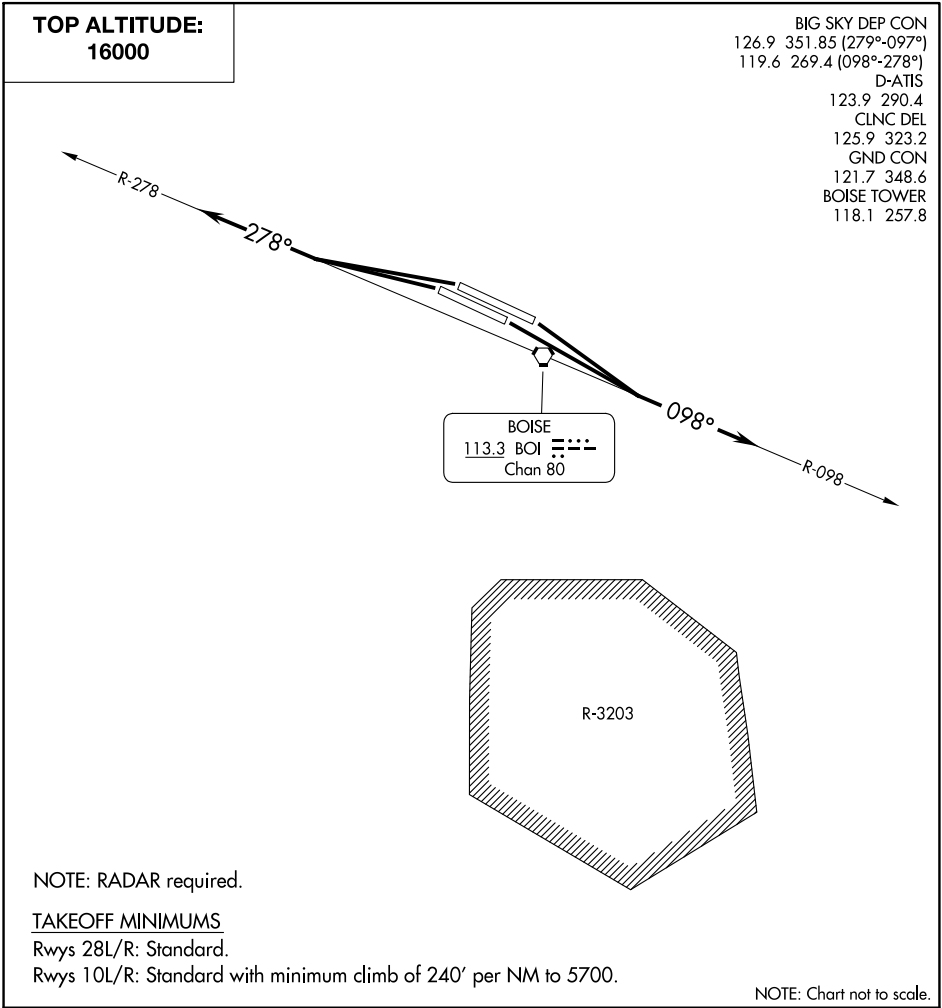 TOP ALTITUDE:
16000
BIG SKY DEP CON
126.9 351.85 (279°-097°)
119.6 269.4 (098°-278°)
D-ATIS
123.9 290.4
CLNC DEL
125.9 323.2
GND CON
121.7 348.6
BOISE TOWER
118.1 257.8
R-278
278°
098°
R-098
BOISE
113.3 BOI
Chan 80
R-3203
NOTE: RADAR required.
TAKEOFF MINIMUMS
Rwys 28L/R: Standard.
Rwys 10L/R: Standard with minimum climb of 240' per NM to 5700.
NOTE: Chart not to scale.